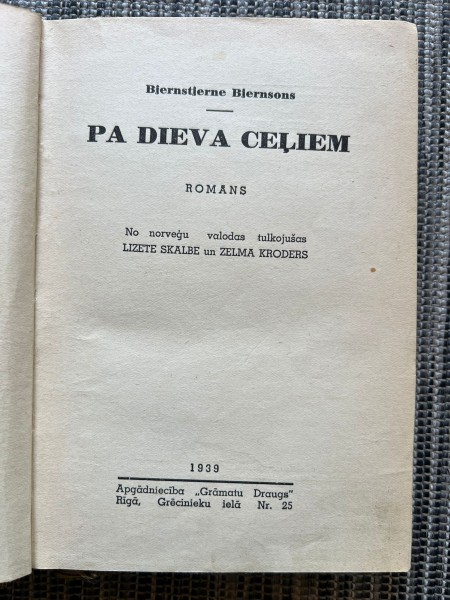 Bjernstjerne Bjernsons
PA DIEVA CEĻIEM
ROMANS
No norveģu valodas tulkojušas
LIZETE SKALBE un ZELMA KRODERS
1939
Apgādniecība „Grāmatu Draugs"
Rīgā, Grēcinieku ielā Nr. 25